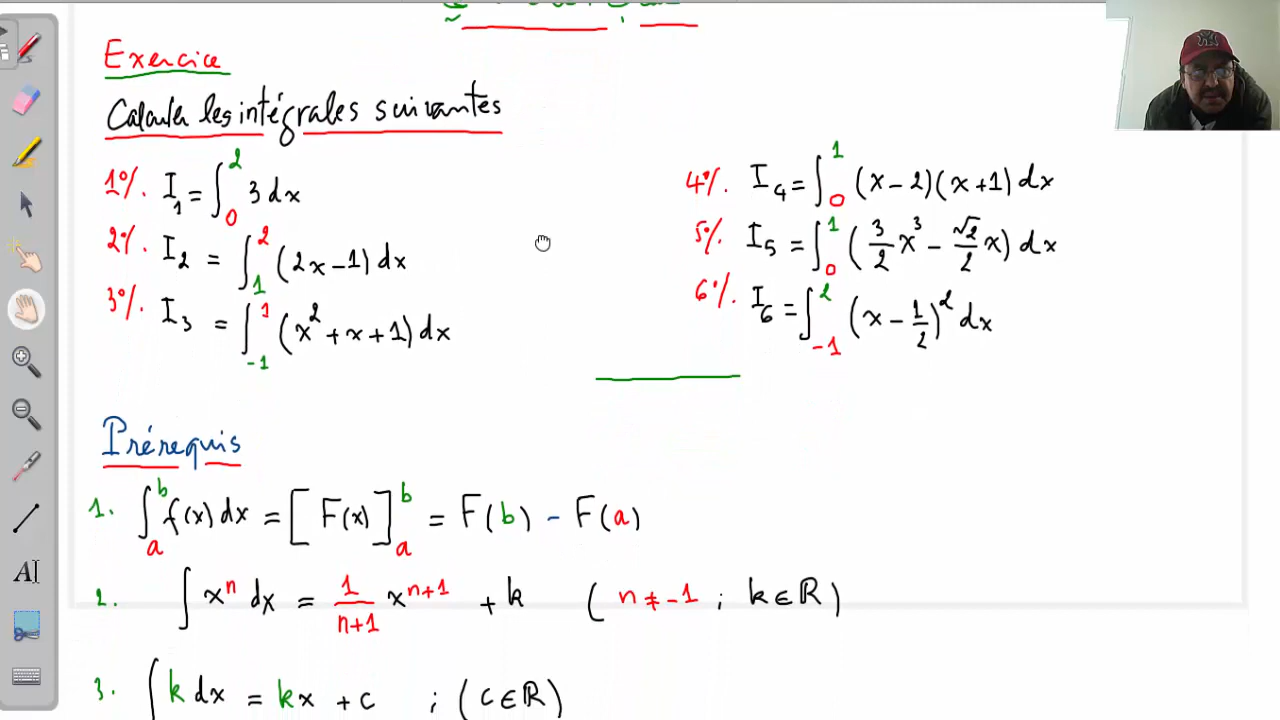 Exercice
Calculer les intégrales suivantes
1°/. I₁ = ∫₀² 3 dx
2°/. I₂ = ∫₁² (2x − 1) dx
3°/. I₃ = ∫₋₁¹ (x² + x + 1) dx
4°/. I₄ = ∫₀¹ (x − 2)(x + 1) dx
5°/. I₅ = ∫₀¹ (3/2 x³ − √2/2 x) dx
6°/. I₆ = ∫₋₁² (x − 1/2)² dx
Prérequis
1. ∫ₐᵇ f(x) dx = [F(x)]ₐᵇ = F(b) − F(a)
2. ∫ xⁿ dx = 1/(n+1) xⁿ⁺¹ + k (n ≠ −1 ; k ∈ ℝ)
3. ∫ k dx = kx + c ; (c ∈ ℝ)